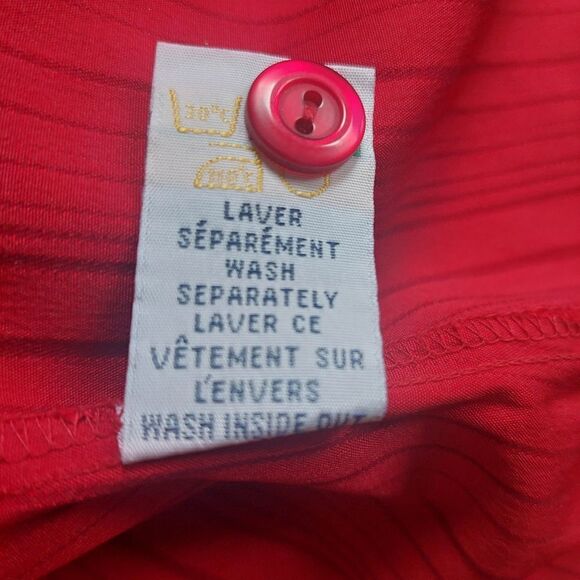 30°C
LAVER
SÉPARÉMENT
WASH
SEPARATELY
LAVER CE
VÊTEMENT SUR
L'ENVERS
WASH INSIDE OUT